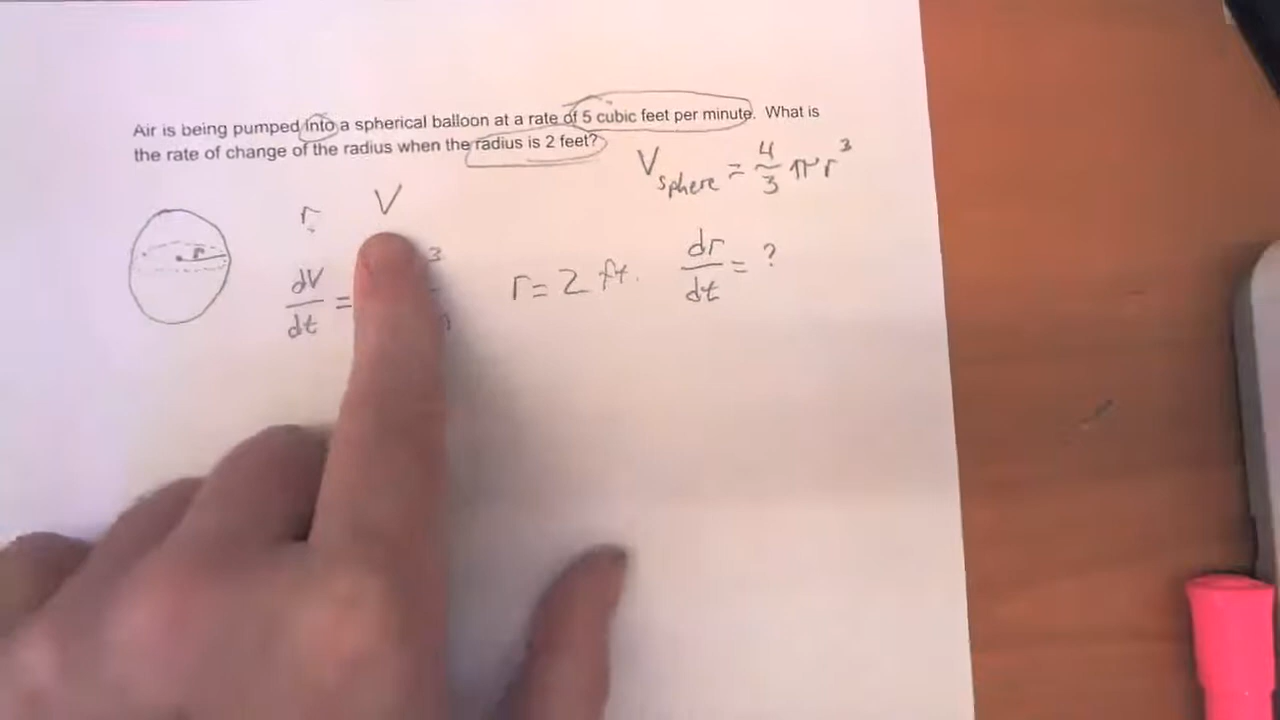 Air is being pumped into a spherical balloon at a rate of 5 cubic feet per minute. What is
the rate of change of the radius when the radius is 2 feet?
V sphere = 4/3 πr³
r V
r
dV/dt = 3
r = 2 ft. dr/dt = ?